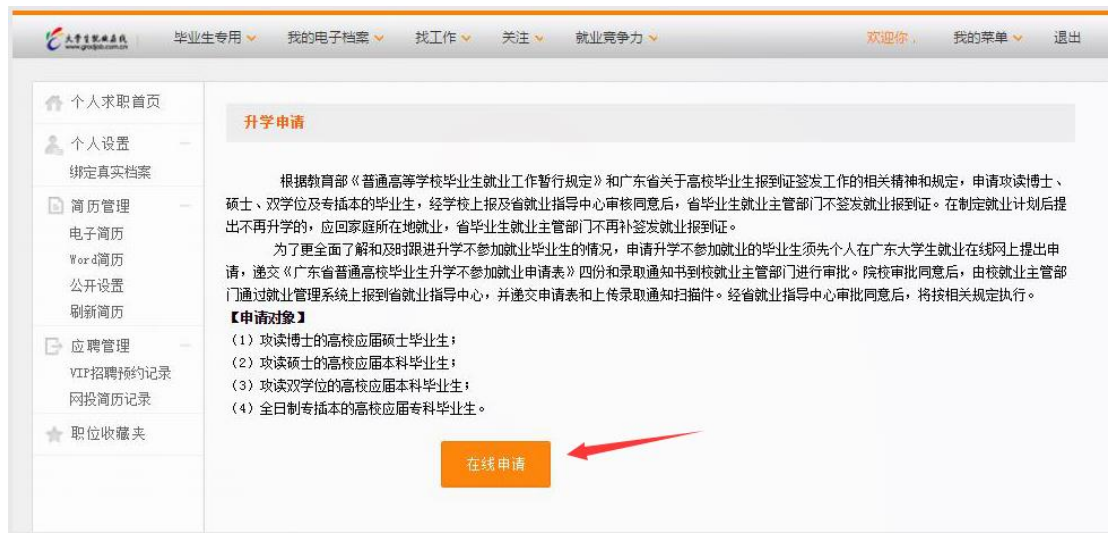 大学生就业在线
www.gradjob.com.cn
毕业生专用 我的电子档案 找工作 关注 就业竞争力 欢迎你， 我的菜单 退出
个人求职首页
个人设置
绑定真实档案
简历管理
电子简历
Word简历
公开设置
刷新简历
应聘管理
VIP招聘预约记录
网投简历记录
职位收藏夹
升学申请
根据教育部《普通高等学校毕业生就业工作暂行规定》和广东省关于高校毕业生报到证签发工作的相关精神和规定，申请攻读博士、
硕士、双学位及专插本的毕业生，经学校上报及省就业指导中心审核同意后，省毕业生就业主管部门不签发就业报到证。在制定就业计划后提
出不再升学的，应回家庭所在地就业，省毕业生就业主管部门不再补签发就业报到证。
为了更全面了解和及时跟进升学不参加就业毕业生的情况，申请升学不参加就业的毕业生须先个人在广东大学生就业在线网上提出申
请，递交《广东省普通高校毕业生升学不参加就业申请表》四份和录取通知书到校就业主管部门进行审批。院校审批同意后，由校就业主管部
门通过就业管理系统上报到省就业指导中心，并递交申请表和上传录取通知扫描件。经省就业指导中心审批同意后，将按相关规定执行。
【申请对象】
（1）攻读博士的高校应届硕士毕业生；
（2）攻读硕士的高校应届本科毕业生；
（3）攻读双学位的高校应届本科毕业生；
（4）全日制专插本的高校应届专科毕业生。
在线申请